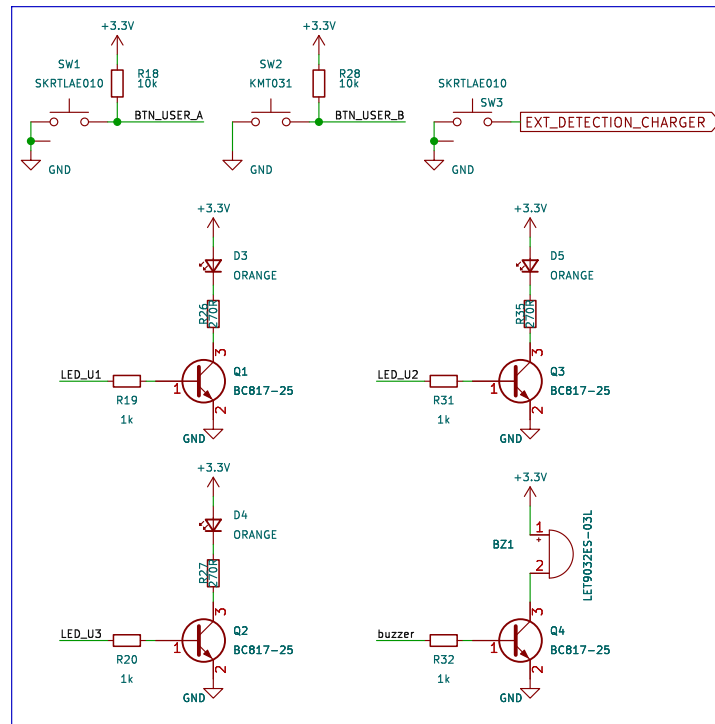 +3.3V
+3.3V
SW1
SKRTLAE010
R18
10k
SW2
KMT031
R28
10k
SKRTLAE010
SW3
BTN_USER_A
BTN_USER_B
EXT_DETECTION_CHARGER
GND
GND
GND
+3.3V
+3.3V
D3
ORANGE
D5
ORANGE
R26
270R
R35
270R
LED_U1
R19
1k
1
3
2
Q1
BC817-25
GND
LED_U2
R31
1k
1
3
2
Q3
BC817-25
GND
+3.3V
+3.3V
D4
ORANGE
R27
270R
BZ1
1
+
2
LET9032ES-03L
LED_U3
R20
1k
1
3
2
Q2
BC817-25
GND
buzzer
R32
1k
1
3
2
Q4
BC817-25
GND